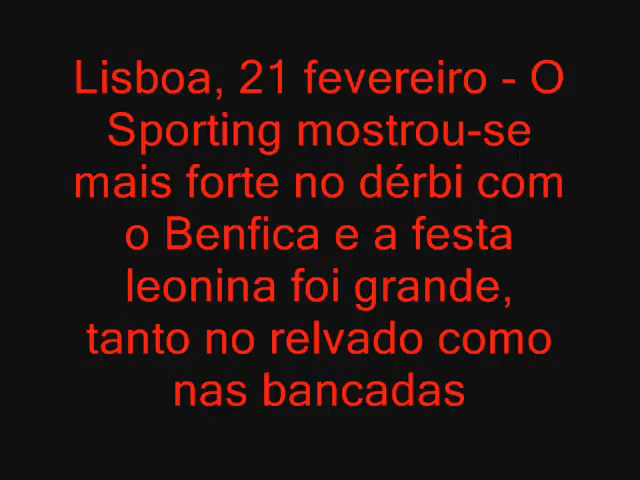 Lisboa, 21 fevereiro - O
Sporting mostrou-se
mais forte no dérbi com
o Benfica e a festa
leonina foi grande,
tanto no relvado como
nas bancadas